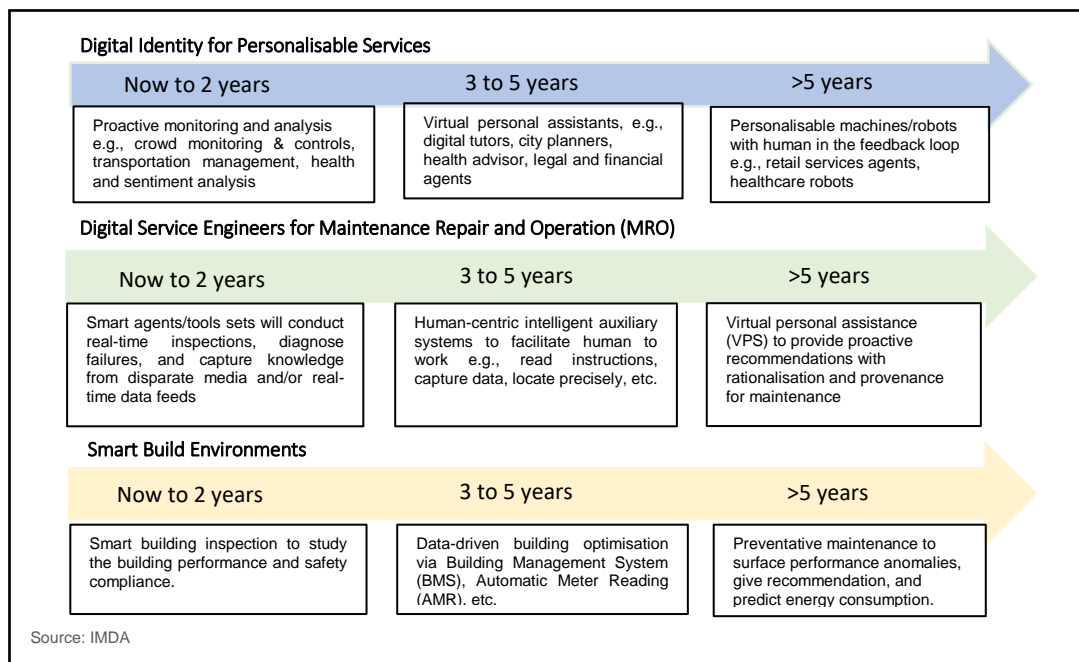 Digital Identity for Personalisable Services
Now to 2 years
3 to 5 years
>5 years
Proactive monitoring and analysis
e.g., crowd monitoring & controls,
transportation management, health
and sentiment analysis
Virtual personal assistants, e.g.,
digital tutors, city planners,
health advisor, legal and financial
agents
Personalisable machines/robots
with human in the feedback loop
e.g., retail services agents,
healthcare robots
Digital Service Engineers for Maintenance Repair and Operation (MRO)
Now to 2 years
3 to 5 years
>5 years
Smart agents/tools sets will conduct
real-time inspections, diagnose
failures, and capture knowledge
from disparate media and/or real-
time data feeds
Human-centric intelligent auxiliary
systems to facilitate human to
work e.g., read instructions,
capture data, locate precisely, etc.
Virtual personal assistance
(VPS) to provide proactive
recommendations with
rationalisation and provenance
for maintenance
Smart Build Environments
Now to 2 years
3 to 5 years
>5 years
Smart building inspection to study
the building performance and safety
compliance.
Data-driven building optimisation
via Building Management System
(BMS), Automatic Meter Reading
(AMR). etc.
Preventative maintenance to
surface performance anomalies,
give recommendation, and
predict energy consumption.
Source: IMDA